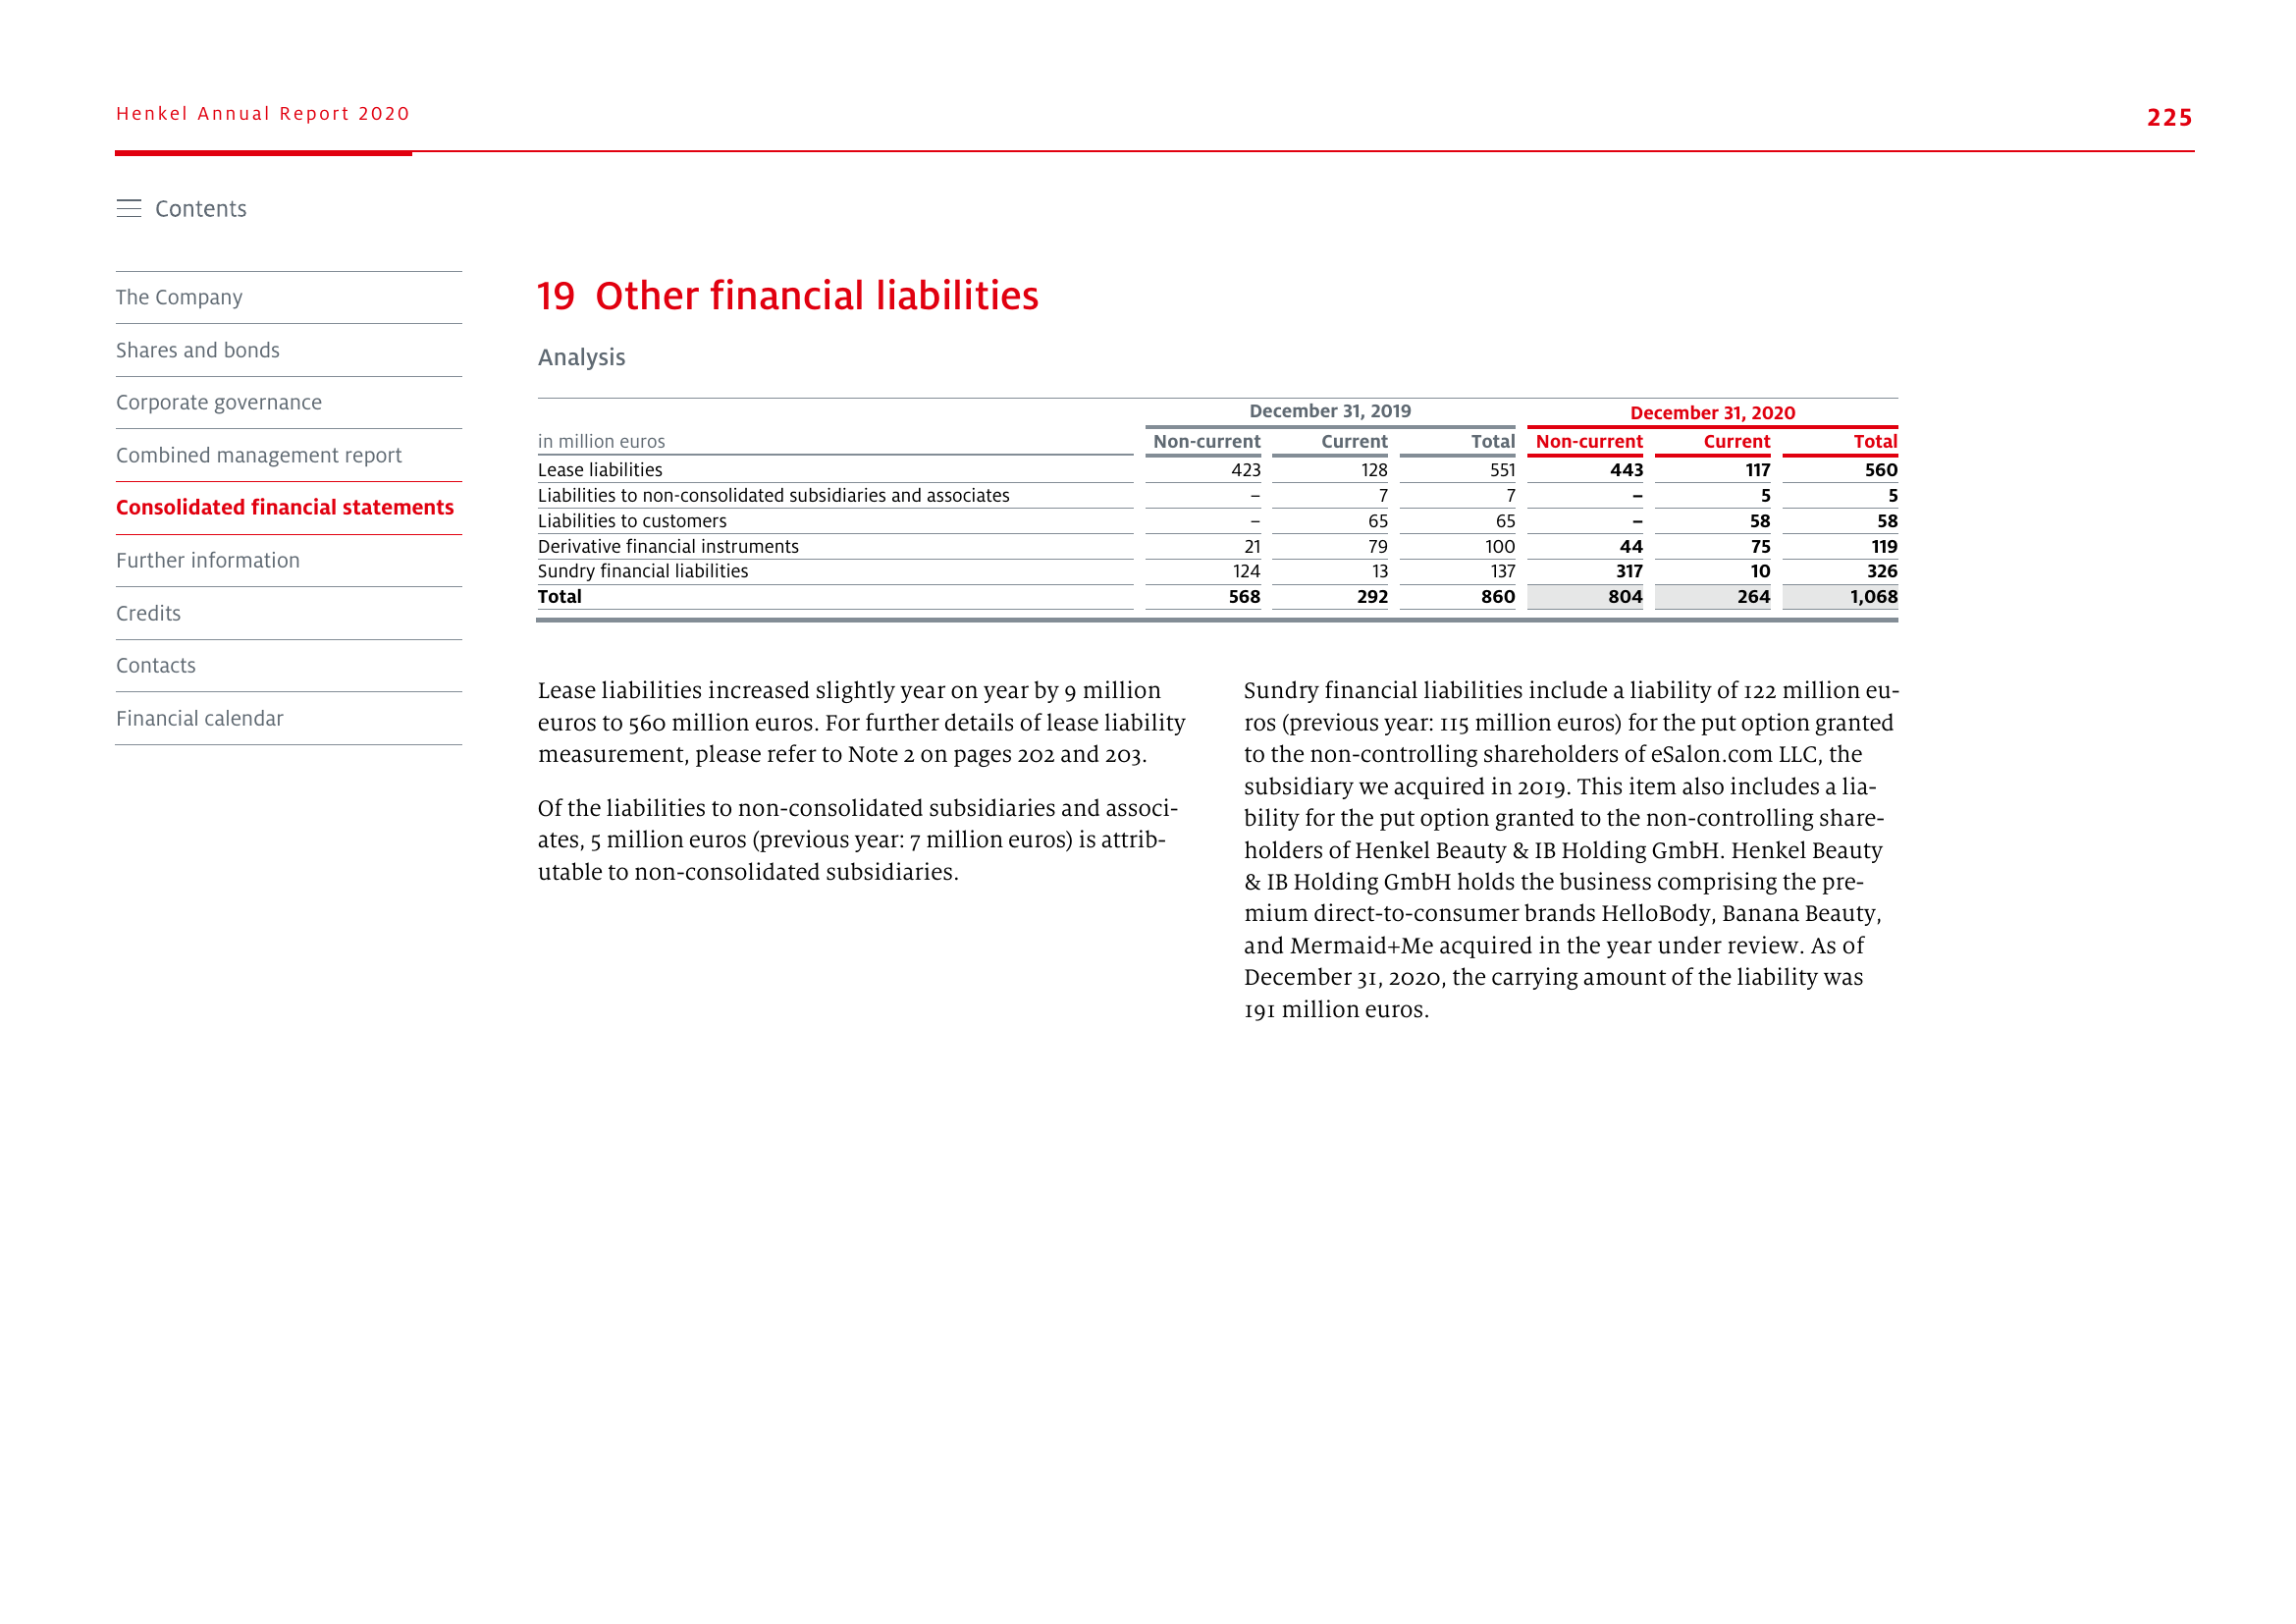 Henkel Annual Report 2020
225
Contents
The Company
Shares and bonds
Corporate governance
Combined management report
Consolidated financial statements
Further information
Credits
Contacts
Financial calendar
19 Other financial liabilities
Analysis
December 31, 2019 December 31, 2020
in million euros Non-current Current Total Non-current Current Total
Lease liabilities 423 128 551 443 117 560
Liabilities to non-consolidated subsidiaries and associates – 7 7 – 5 5
Liabilities to customers – 65 65 – 58 58
Derivative financial instruments 21 79 100 44 75 119
Sundry financial liabilities 124 13 137 317 10 326
Total 568 292 860 804 264 1,068
Lease liabilities increased slightly year on year by 9 million
euros to 560 million euros. For further details of lease liability
measurement, please refer to Note 2 on pages 202 and 203.
Of the liabilities to non-consolidated subsidiaries and associ-
ates, 5 million euros (previous year: 7 million euros) is attrib-
utable to non-consolidated subsidiaries.
Sundry financial liabilities include a liability of 122 million eu-
ros (previous year: 115 million euros) for the put option granted
to the non-controlling shareholders of eSalon.com LLC, the
subsidiary we acquired in 2019. This item also includes a lia-
bility for the put option granted to the non-controlling share-
holders of Henkel Beauty & IB Holding GmbH. Henkel Beauty
& IB Holding GmbH holds the business comprising the pre-
mium direct-to-consumer brands HelloBody, Banana Beauty,
and Mermaid+Me acquired in the year under review. As of
December 31, 2020, the carrying amount of the liability was
191 million euros.